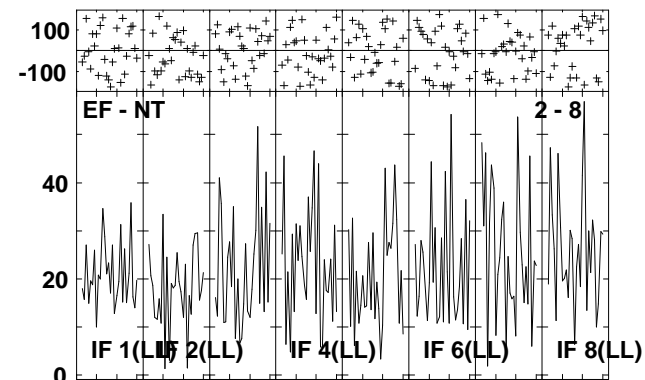 100
-100
EF - NT 2 - 8
40
20
IF 1(LL) IF 2(LL) IF 4(LL) IF 6(LL) IF 8(LL)
0